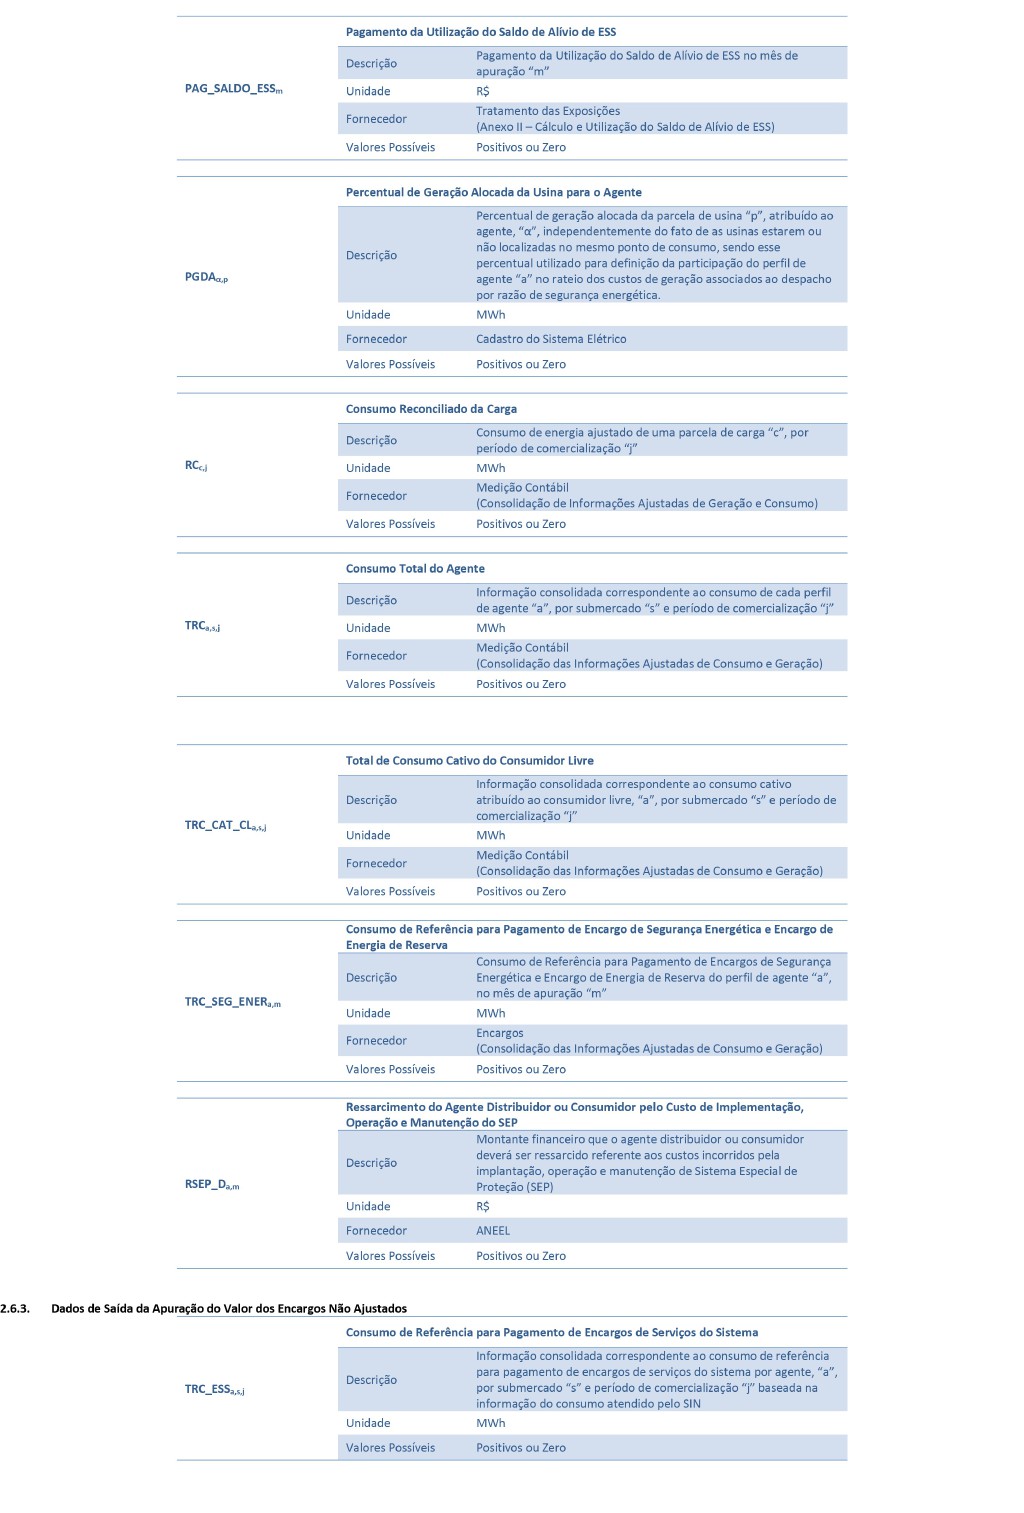 Pagamento da Utilização do Saldo de Alívio de ESS
PAG_SALDO_ESSm
Descrição
Pagamento da Utilização do Saldo de Alívio de ESS no mês de
apuração “m”
Unidade
R$
Fornecedor
Tratamento das Exposições
(Anexo II – Cálculo e Utilização do Saldo de Alívio de ESS)
Valores Possíveis
Positivos ou Zero
Percentual de Geração Alocada da Usina para o Agente
PGDAα,p
Descrição
Percentual de geração alocada da parcela de usina “p”, atribuído ao
agente, “α”, independentemente do fato de as usinas estarem ou
não localizadas no mesmo ponto de consumo, sendo esse
percentual utilizado para definição da participação do perfil de
agente “a” no rateio dos custos de geração associados ao despacho
por razão de segurança energética.
Unidade
MWh
Fornecedor
Cadastro do Sistema Elétrico
Valores Possíveis
Positivos ou Zero
Consumo Reconciliado da Carga
RCc,j
Descrição
Consumo de energia ajustado de uma parcela de carga “c”, por
período de comercialização “j”
Unidade
MWh
Fornecedor
Medição Contábil
(Consolidação de Informações Ajustadas de Geração e Consumo)
Valores Possíveis
Positivos ou Zero
Consumo Total do Agente
TRCa,s,j
Descrição
Informação consolidada correspondente ao consumo de cada perfil
de agente “a”, por submercado “s” e período de comercialização “j”
Unidade
MWh
Fornecedor
Medição Contábil
(Consolidação das Informações Ajustadas de Consumo e Geração)
Valores Possíveis
Positivos ou Zero
Total de Consumo Cativo do Consumidor Livre
TRC_CAT_CLa,s,j
Descrição
Informação consolidada correspondente ao consumo cativo
atribuído ao consumidor livre, “a”, por submercado “s” e período de
comercialização “j”
Unidade
MWh
Fornecedor
Medição Contábil
(Consolidação das Informações Ajustadas de Consumo e Geração)
Valores Possíveis
Positivos ou Zero
Consumo de Referência para Pagamento de Encargo de Segurança Energética e Encargo de
Energia de Reserva
TRC_SEG_ENERa,m
Descrição
Consumo de Referência para Pagamento de Encargos de Segurança
Energética e Encargo de Energia de Reserva do perfil de agente “a”,
no mês de apuração “m”
Unidade
MWh
Fornecedor
Encargos
(Consolidação das Informações Ajustadas de Consumo e Geração)
Valores Possíveis
Positivos ou Zero
Ressarcimento do Agente Distribuidor ou Consumidor pelo Custo de Implementação,
Operação e Manutenção do SEP
RSEP_Da,m
Descrição
Montante financeiro que o agente distribuidor ou consumidor
deverá ser ressarcido referente aos custos incorridos pela
implantação, operação e manutenção de Sistema Especial de
Proteção (SEP)
Unidade
R$
Fornecedor
ANEEL
Valores Possíveis
Positivos ou Zero
2.6.3. Dados de Saída da Apuração do Valor dos Encargos Não Ajustados
Consumo de Referência para Pagamento de Encargos de Serviços do Sistema
TRC_ESSa,s,j
Descrição
Informação consolidada correspondente ao consumo de referência
para pagamento de encargos de serviços do sistema por agente, “a”,
por submercado “s” e período de comercialização “j” baseada na
informação do consumo atendido pelo SIN
Unidade
MWh
Valores Possíveis
Positivos ou Zero